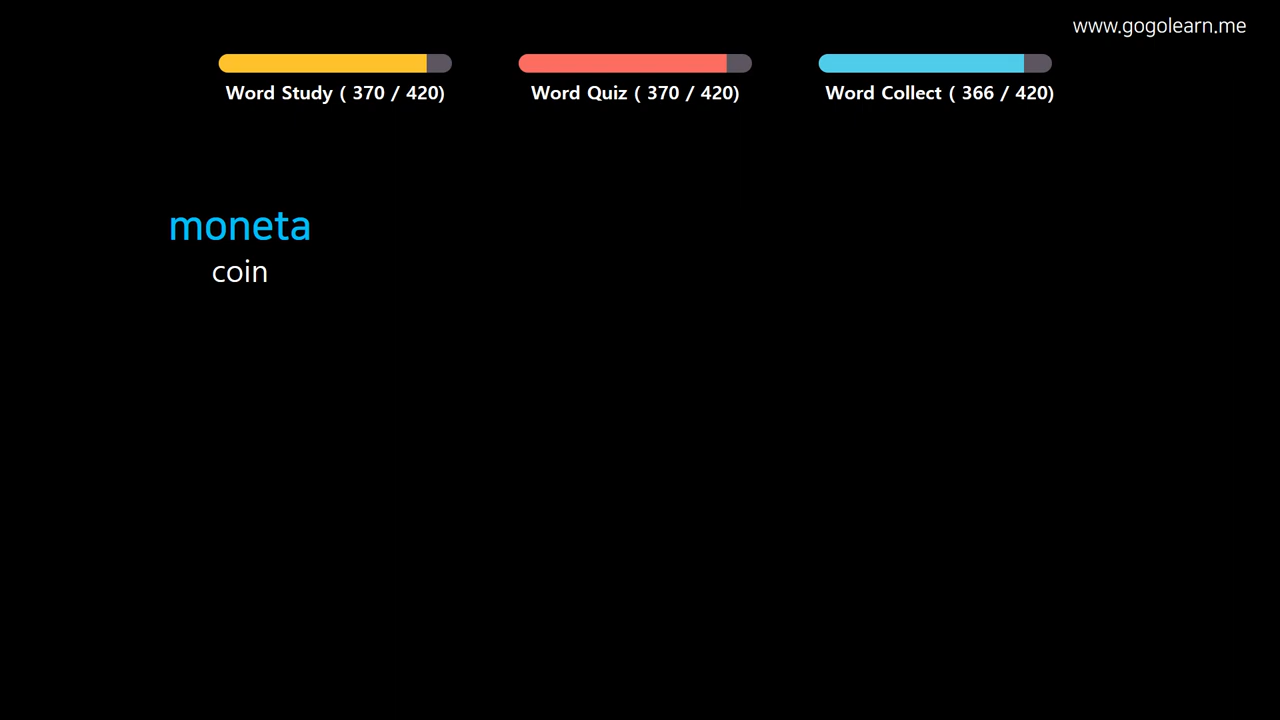 www.gogolearn.me
Word Study ( 370 / 420)
Word Quiz ( 370 / 420)
Word Collect ( 366 / 420)
moneta
coin